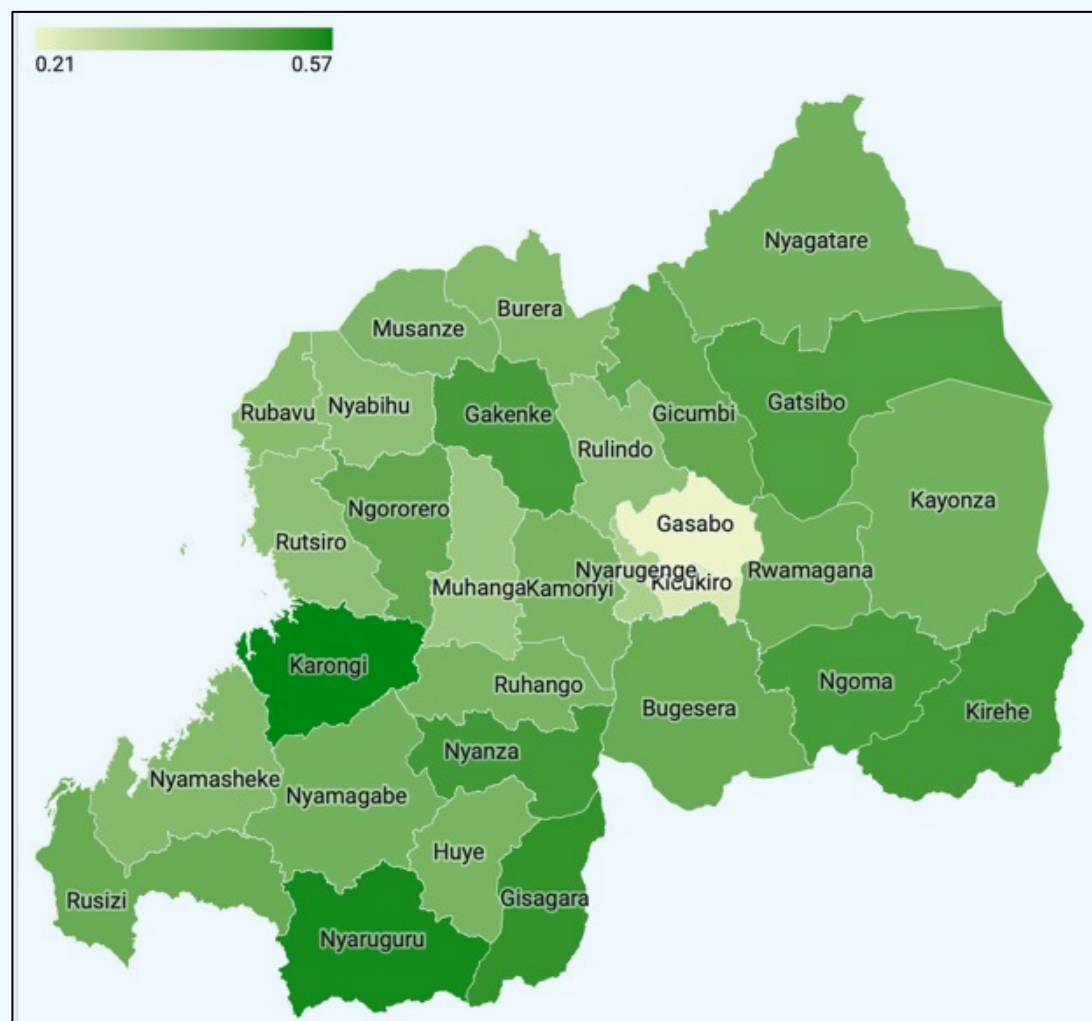 0.21 0.57
Nyagatare
Burera
Musanze
Rubavu
Nyabihu
Gakenke
Gicumbi
Gatsibo
Rulindo
Kayonza
Ngororero
Gasabo
Rutsiro
Muhanga
Kamonyi
Nyarugenge
Kicukiro
Rwamagana
Karongi
Ruhango
Ngoma
Bugesera
Kirehe
Nyanza
Nyamasheke
Nyamagabe
Huye
Rusizi
Gisagara
Nyaruguru